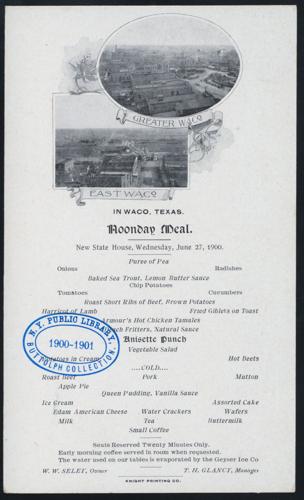 GREATER WACO
EAST WACO
IN WACO, TEXAS.
Noonday Meal.
New State House, Wednesday, June 27, 1900.
Puree of Pea
Onions Radishes
Baked Sea Trout, Lemon Butter Sauce
Chip Potatoes
Tomatoes Cucumbers
Roast Short Ribs of Beef, Brown Potatoes
Harricot of Lamb Fried Giblets on Toast
Armour's Hot Chicken Tamales
Fritters, Natural Sauce
N. Y. PUBLIC LIBRARY,
1900-1901
BUTTOLPH COLLECTION.
Anisette Punch
Vegetable Salad
Potatoes in Cream Hot Beets
....COLD....
Roast Beef Pork Mutton
Apple Pie
Queen Pudding, Vanilla Sauce
Ice Cream Assorted Cake
Edam American Cheese Water Crackers Wafers
Milk Tea Buttermilk
Small Coffee
Seats Reserved Twenty Minutes Only.
Early morning coffee served in room when requested.
The water used on our tables is evaporated by the Geyser Ice Co
W. W. SELEY, Owner T. H. GLANCY, Manager
KNIGHT PRINTING CO.